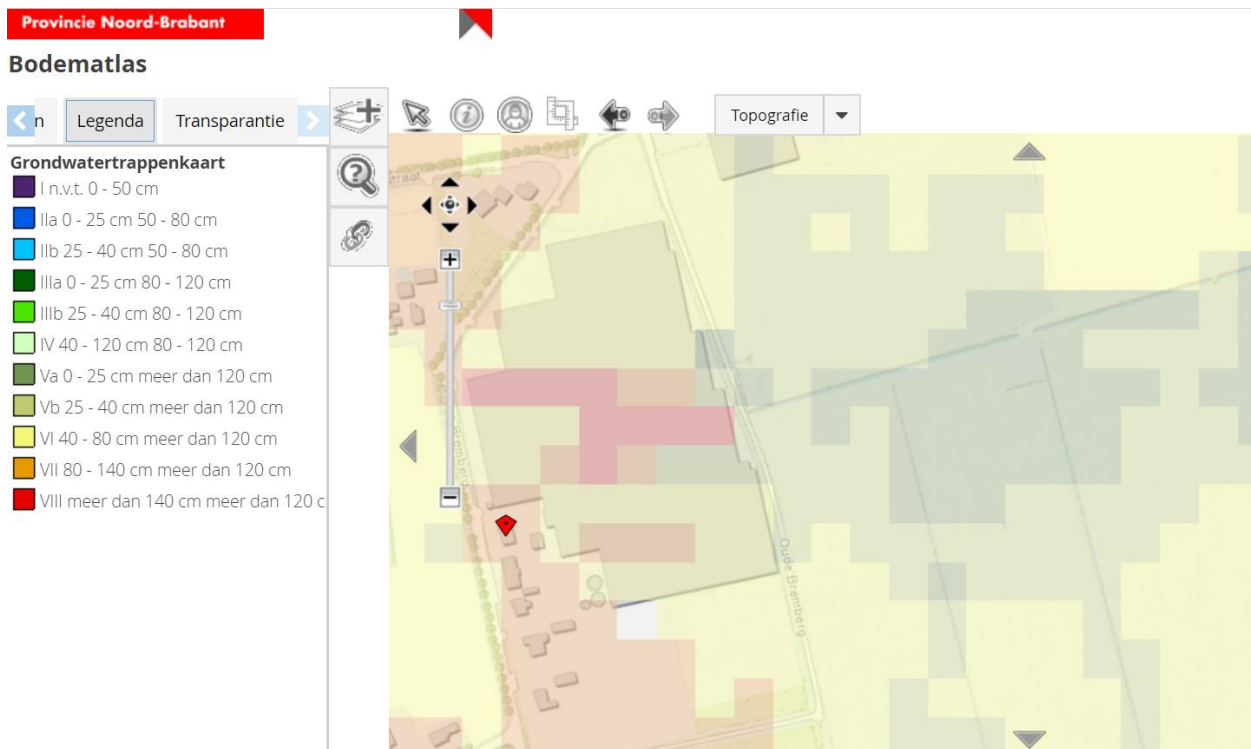 Provincie Noord-Brabant
Bodematlas
n Legenda Transparantie
Topografie
Grondwatertrappenkaart
I n.v.t. 0 - 50 cm
IIa 0 - 25 cm 50 - 80 cm
IIb 25 - 40 cm 50 - 80 cm
IIIa 0 - 25 cm 80 - 120 cm
IIIb 25 - 40 cm 80 - 120 cm
IV 40 - 120 cm 80 - 120 cm
Va 0 - 25 cm meer dan 120 cm
Vb 25 - 40 cm meer dan 120 cm
VI 40 - 80 cm meer dan 120 cm
VII 80 - 140 cm meer dan 120 cm
VIII meer dan 140 cm meer dan 120 c
straat
Bremberg
Oude Bremberg